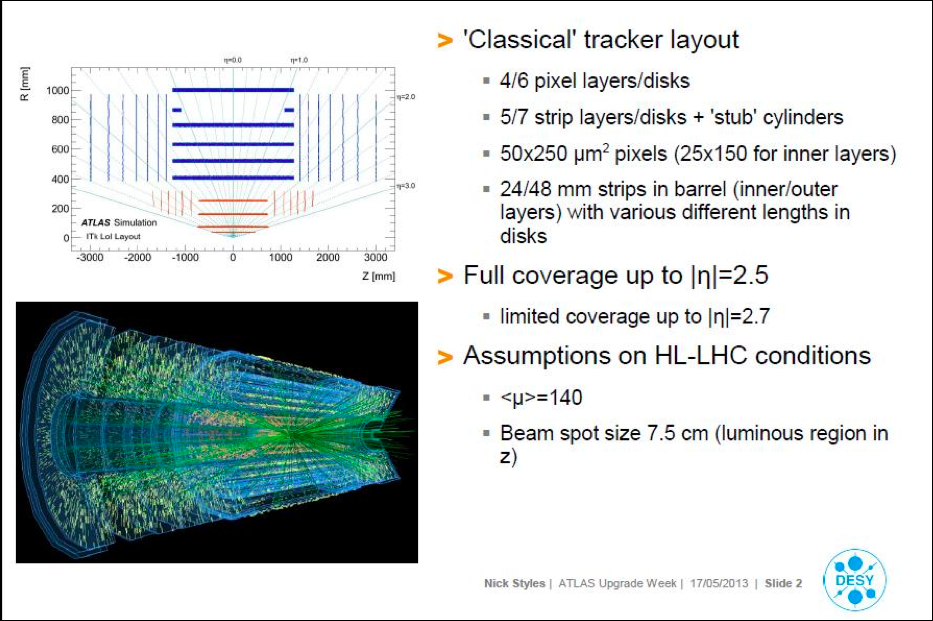 > 'Classical' tracker layout
▪ 4/6 pixel layers/disks
▪ 5/7 strip layers/disks + 'stub' cylinders
▪ 50x250 µm² pixels (25x150 for inner layers)
▪ 24/48 mm strips in barrel (inner/outer
layers) with various different lengths in
disks
> Full coverage up to |η|=2.5
▪ limited coverage up to |η|=2.7
> Assumptions on HL-LHC conditions
▪ <µ>=140
▪ Beam spot size 7.5 cm (luminous region in
z)
η=0.0 η=1.0
η=2.0
η=3.0
R [mm]
1000
800
600
400
200
0
ATLAS Simulation
ITk LoI Layout
-3000 -2000 -1000 0 1000 2000 3000
Z [mm]
Nick Styles | ATLAS Upgrade Week | 17/05/2013 | Slide 2
DESY